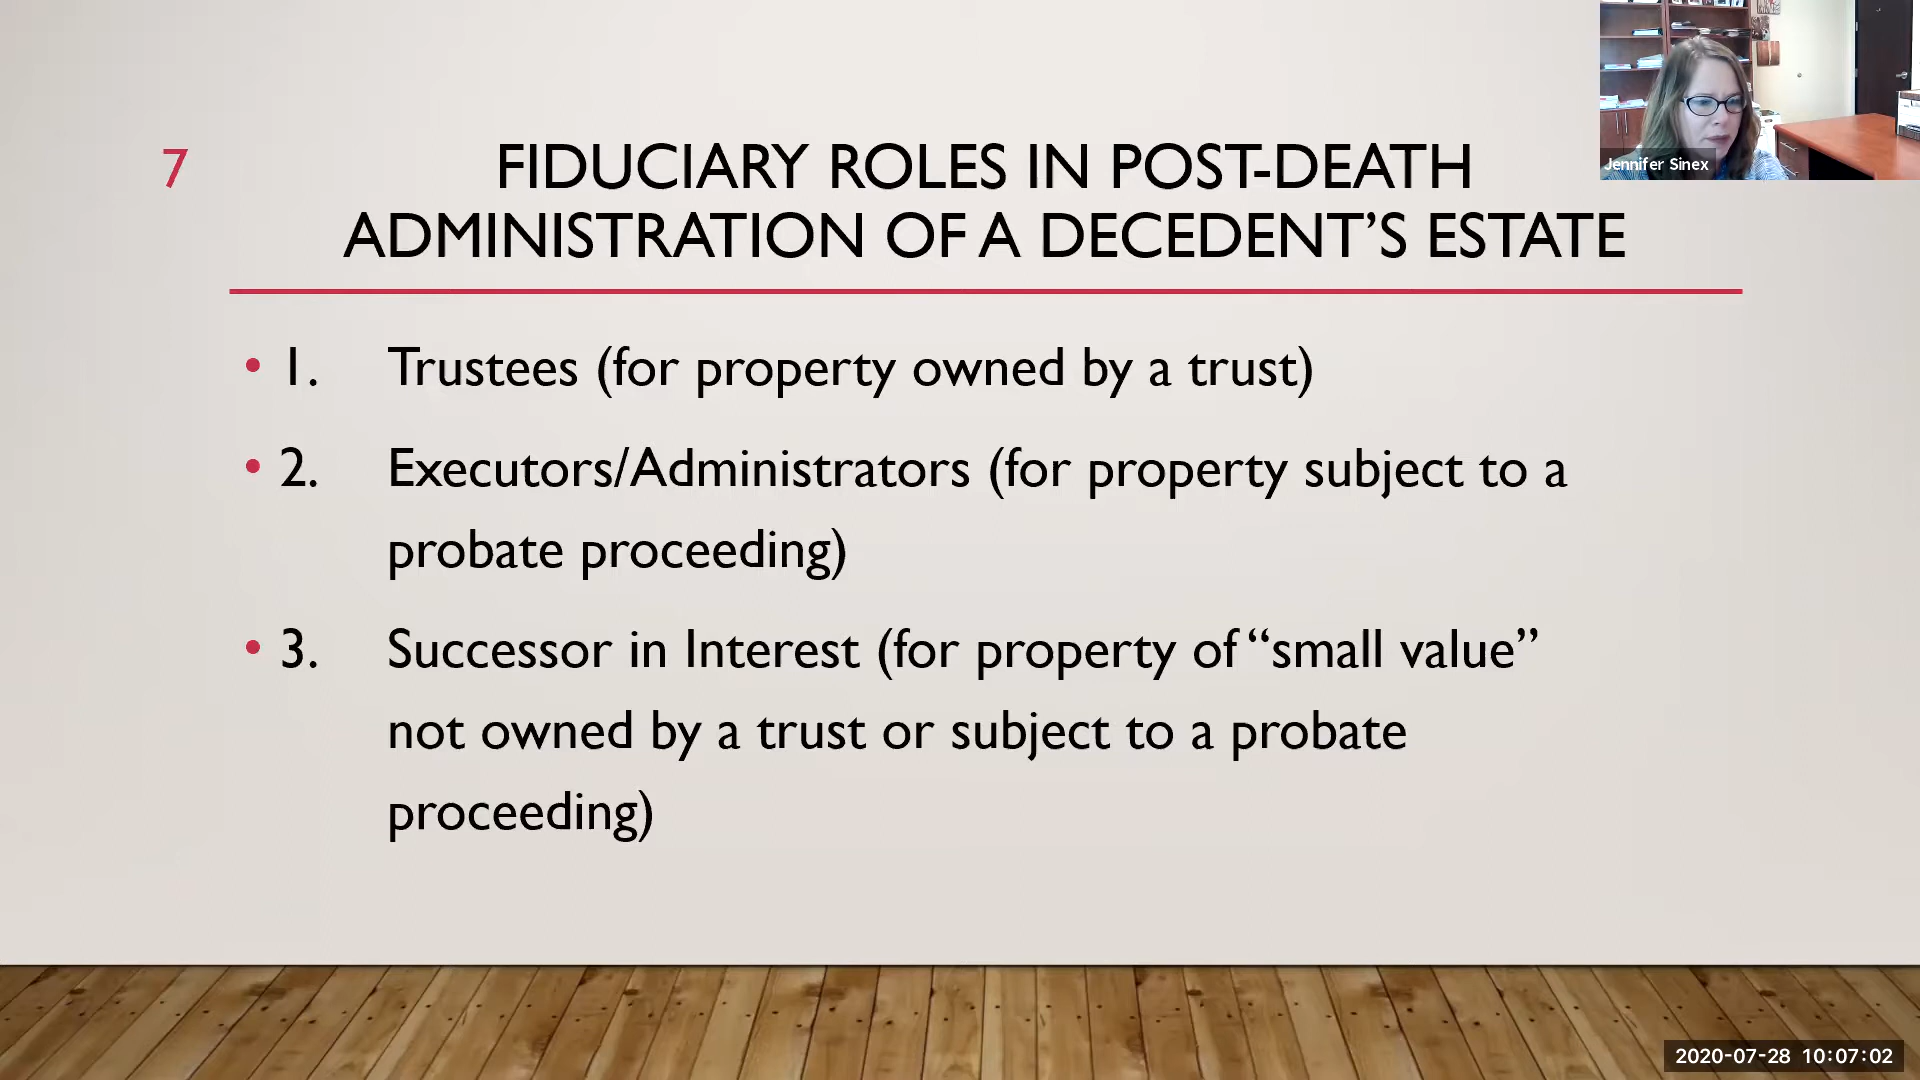 7
FIDUCIARY ROLES IN POST-DEATH
ADMINISTRATION OF A DECEDENT’S ESTATE
Jennifer Sinex
• 1. Trustees (for property owned by a trust)
• 2. Executors/Administrators (for property subject to a
probate proceeding)
• 3. Successor in Interest (for property of “small value”
not owned by a trust or subject to a probate
proceeding)
2020-07-28 10:07:02